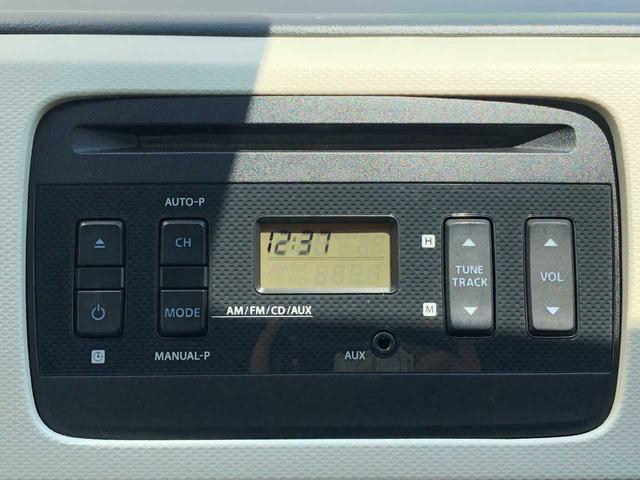 AUTO-P
CH
12:37
H
TUNE
TRACK
VOL
MODE
AM/FM/CD/AUX
M
MANUAL-P
AUX